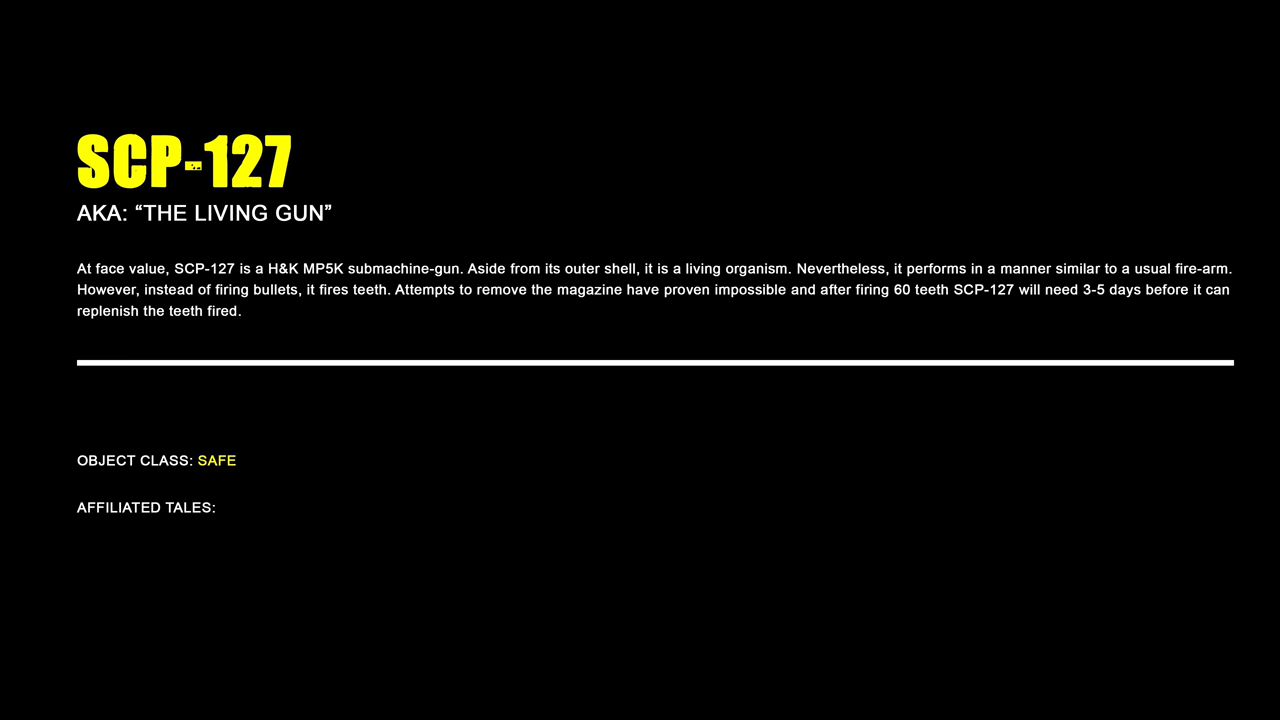 SCP-127
AKA: “THE LIVING GUN”
At face value, SCP-127 is a H&K MP5K submachine-gun. Aside from its outer shell, it is a living organism. Nevertheless, it performs in a manner similar to a usual fire-arm.
However, instead of firing bullets, it fires teeth. Attempts to remove the magazine have proven impossible and after firing 60 teeth SCP-127 will need 3-5 days before it can
replenish the teeth fired.
OBJECT CLASS: SAFE
AFFILIATED TALES: